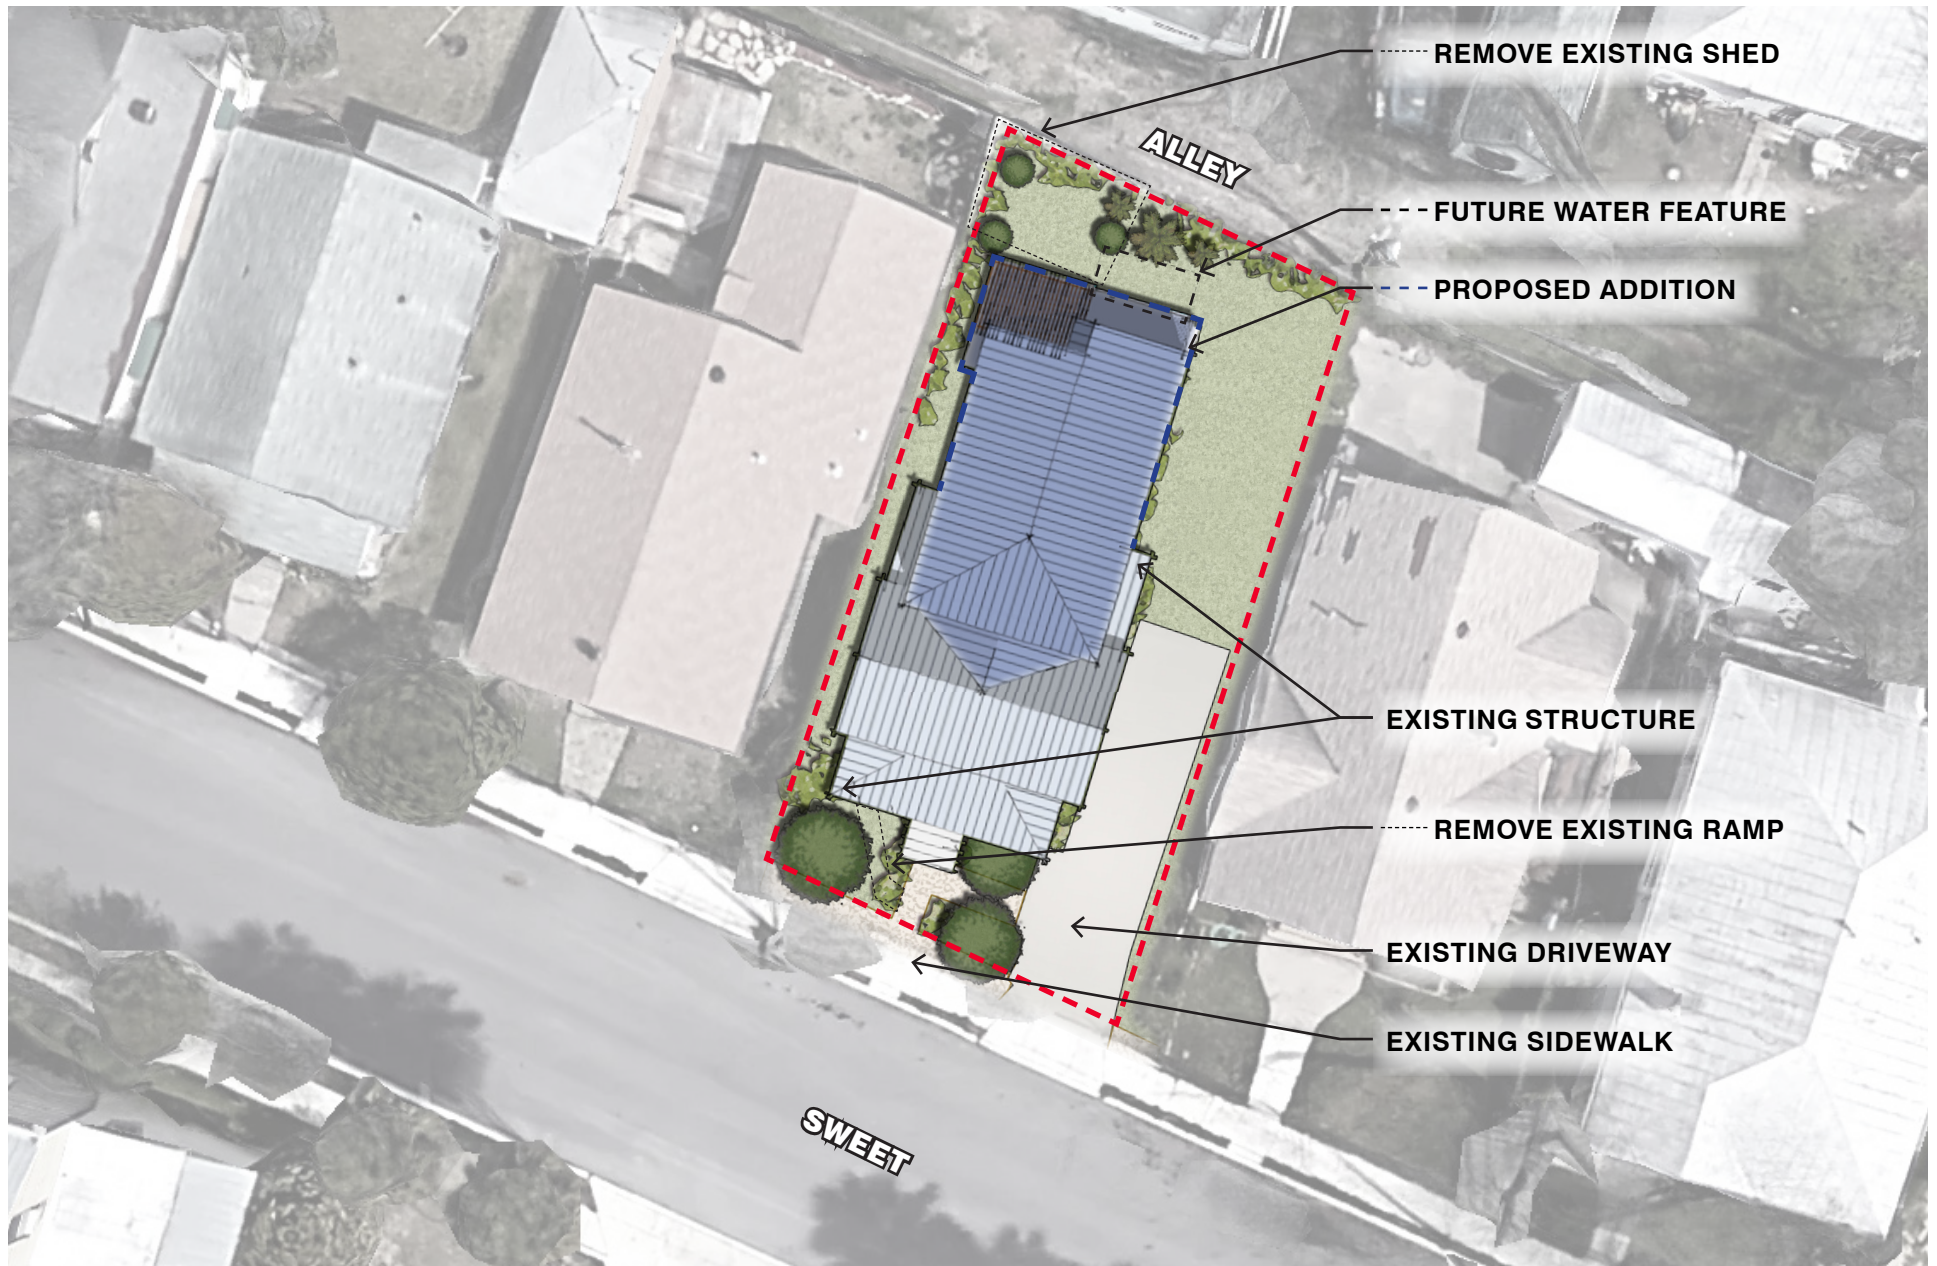 REMOVE EXISTING SHED
ALLEY
FUTURE WATER FEATURE
PROPOSED ADDITION
EXISTING STRUCTURE
REMOVE EXISTING RAMP
EXISTING DRIVEWAY
EXISTING SIDEWALK
SWEET